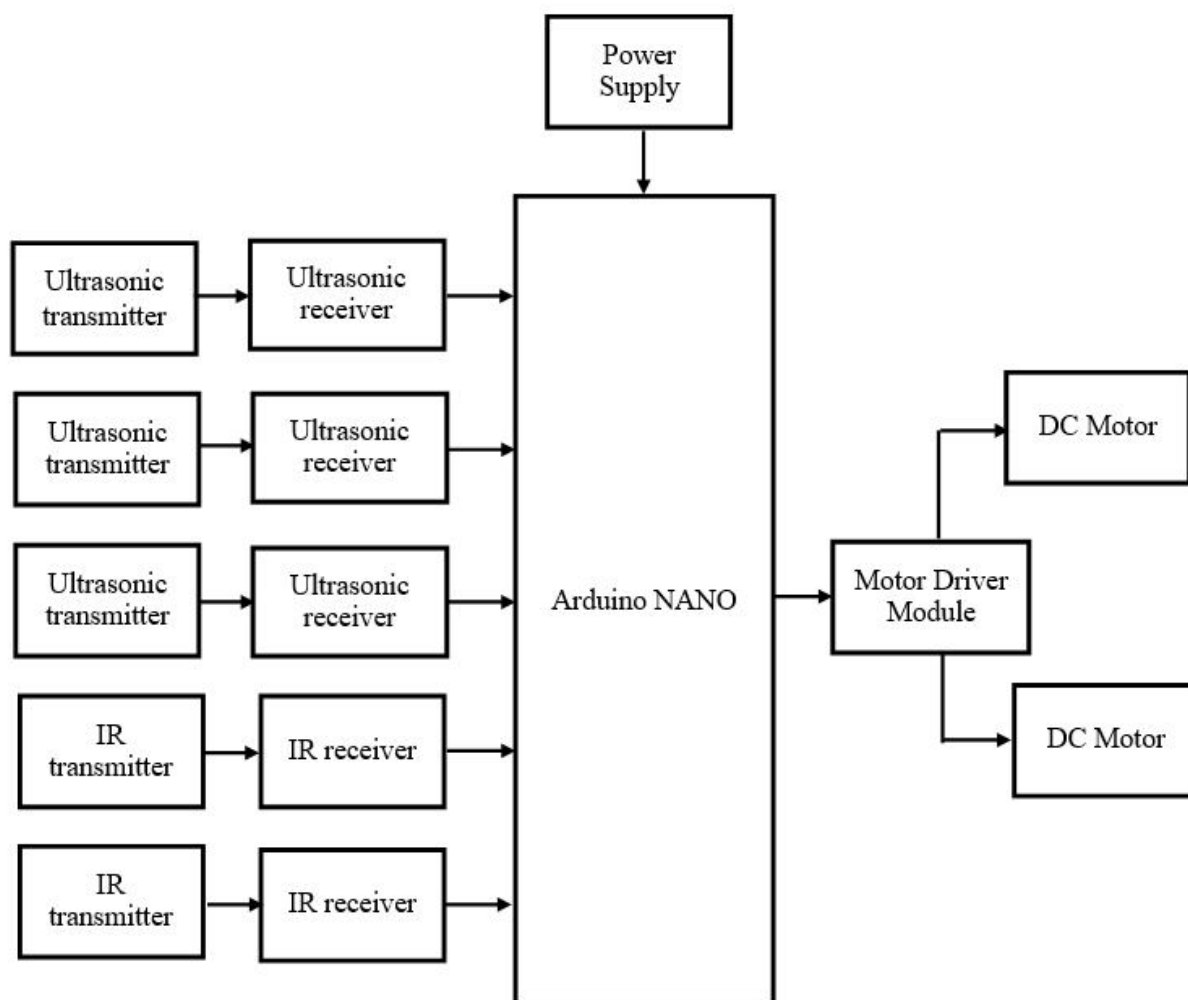 Power
Supply
Ultrasonic
transmitter
Ultrasonic
receiver
Ultrasonic
transmitter
Ultrasonic
receiver
DC Motor
Ultrasonic
transmitter
Ultrasonic
receiver
Arduino NANO
Motor Driver
Module
IR
transmitter
IR receiver
DC Motor
IR
transmitter
IR receiver